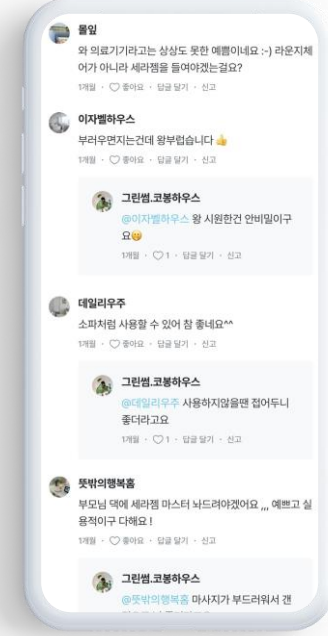 몰잎
와 의료기기라고는 상상도 못한 예쁨이네요 :-) 라운지체
어가 아니라 세라젬을 들여야겠는걸요?
1개월 · ♡ 좋아요 · 답글 달기 · 신고
이자벨하우스
부러우면지는건데 왕부럽습니다 👍
1개월 · ♡ 좋아요 · 답글 달기 · 신고
그린썸.코봉하우스
@이자벨하우스 왕 시원한건 안비밀이구
요🤭
1개월 · ♡ 1 · 답글 달기 · 신고
데일리우주
소파처럼 사용할 수 있어 참 좋네요^^
1개월 · ♡ 좋아요 · 답글 달기 · 신고
그린썸.코봉하우스
@데일리우주 사용하지않을땐 접어두니
좋더라고요
1개월 · ♡ 1 · 답글 달기 · 신고
뜻밖의행복홈
부모님 댁에 세라젬 마스터 놔드려야겠어요 ,,, 예쁘고 실
용적이구 다해요 !
1개월 · ♡ 좋아요 · 답글 달기 · 신고
그린썸.코봉하우스
@뜻밖의행복홈 마사지가 부드러워서 갠